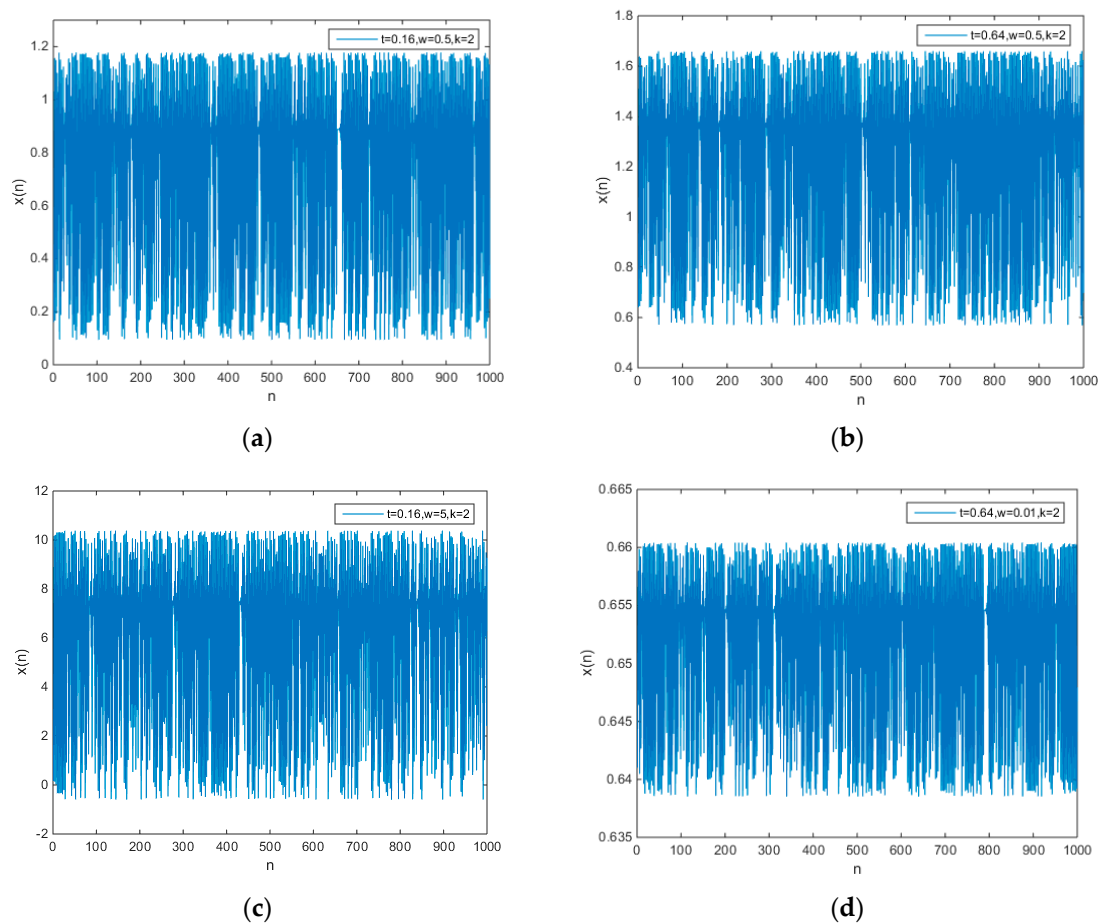 t=0.16,w=0.5,k=2
1.2
1
0.8
0.6
0.4
0.2
0
x(n)
0 100 200 300 400 500 600 700 800 900 1000
n
(a)
t=0.64,w=0.5,k=2
1.8
1.6
1.4
1.2
1
0.8
0.6
0.4
x(n)
0 100 200 300 400 500 600 700 800 900 1000
n
(b)
t=0.16,w=5,k=2
12
10
8
6
4
2
0
-2
x(n)
0 100 200 300 400 500 600 700 800 900 1000
n
(c)
t=0.64,w=0.01,k=2
0.665
0.66
0.655
0.65
0.645
0.64
0.635
x(n)
0 100 200 300 400 500 600 700 800 900 1000
n
(d)